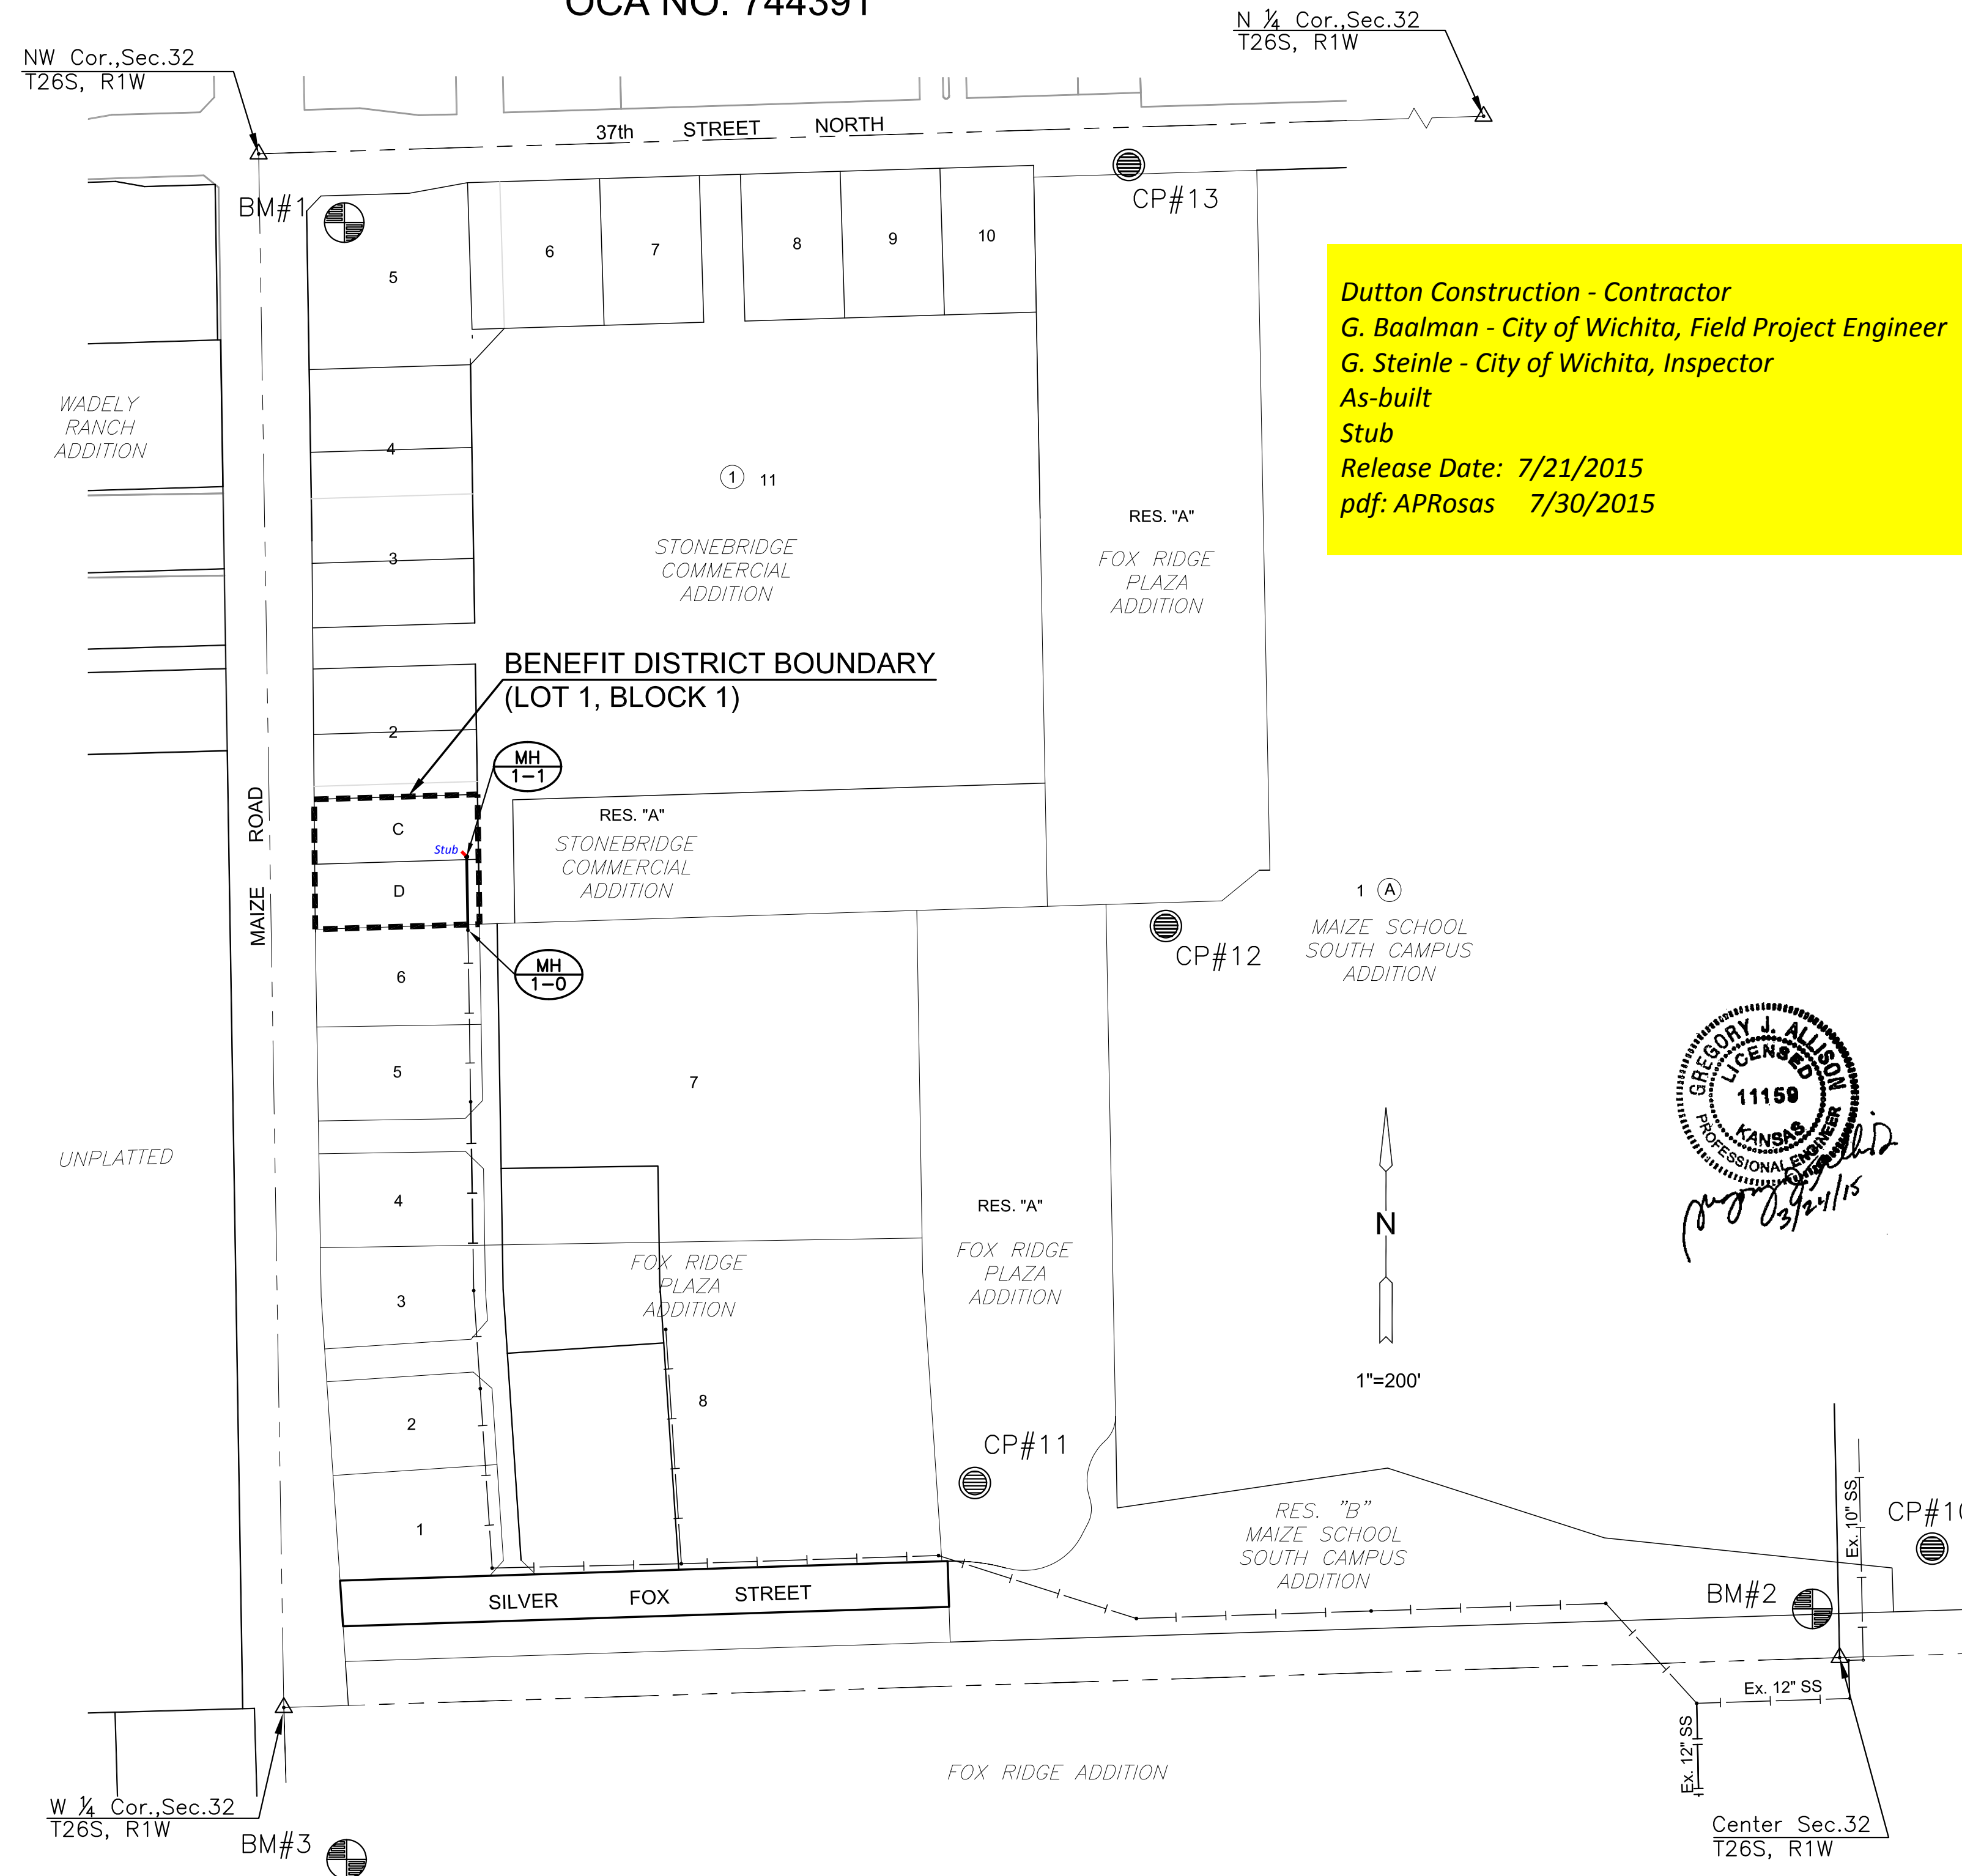 OCA NO. 744391
NW Cor.,Sec.32
T26S, R1W
N ¼ Cor.,Sec.32
T26S, R1W
37th STREET NORTH
BM#1
CP#13
5
6
7
8
9
10
Dutton Construction - Contractor
G. Baalman - City of Wichita, Field Project Engineer
G. Steinle - City of Wichita, Inspector
As-built
Stub
Release Date: 7/21/2015
pdf: APRosas 7/30/2015
WADELY
RANCH
ADDITION
4
3
2
1 11
STONEBRIDGE
COMMERCIAL
ADDITION
RES. "A"
FOX RIDGE
PLAZA
ADDITION
BENEFIT DISTRICT BOUNDARY
(LOT 1, BLOCK 1)
MH
1-1
MAIZE ROAD
C
Stub
D
RES. "A"
STONEBRIDGE
COMMERCIAL
ADDITION
MH
1-0
CP#12
1 A
MAIZE SCHOOL
SOUTH CAMPUS
ADDITION
6
5
4
3
2
1
7
8
UNPLATTED
FOX RIDGE
PLAZA
ADDITION
RES. "A"
FOX RIDGE
PLAZA
ADDITION
N
1"=200'
GREGORY J. ALLISON
LICENSED
11159
KANSAS
PROFESSIONAL ENGINEER
3/24/15
CP#11
RES. "B"
MAIZE SCHOOL
SOUTH CAMPUS
ADDITION
Ex. 10" SS
CP#10
BM#2
SILVER FOX STREET
Ex. 12" SS
Ex. 12" SS
FOX RIDGE ADDITION
W ¼ Cor.,Sec.32
T26S, R1W
BM#3
Center Sec.32
T26S, R1W